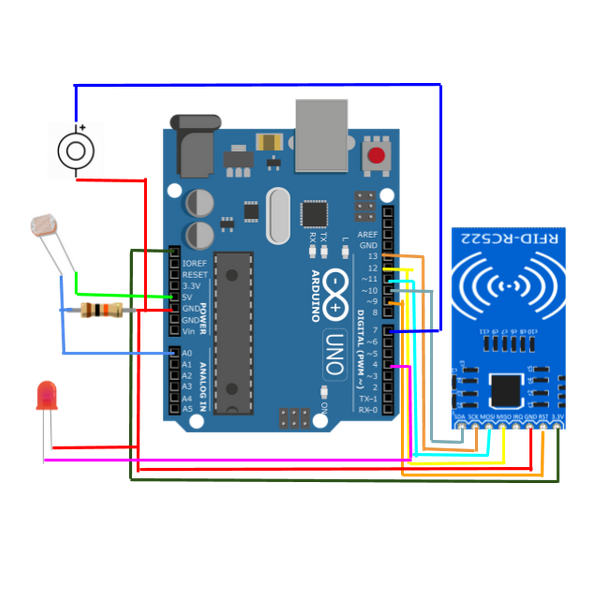 +
AREF
GND
RX
TX
L
IOREF
RESET
3.3V
5V
GND
GND
Vin
POWER
A0
A1
A2
A3
A4
A5
ANALOG IN
ARDUINO
UNO
ON
13
12
~11
~10
~9
8
7
~6
~5
4
~3
2
TX→1
RX←0
DIGITAL (PWM ~)
RFID-RC522
SDA SCK MOSI MISO IRQ GND RST 3.3V